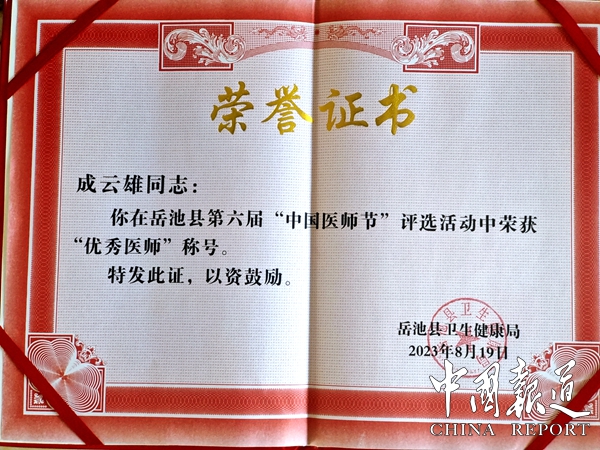 荣誉证书
成云雄同志：
你在岳池县第六届“中国医师节”评选活动中荣获
“优秀医师”称号。
特发此证，以资鼓励。
岳池县卫生健康局
2023年8月19日
中國報道
CHINA REPORT